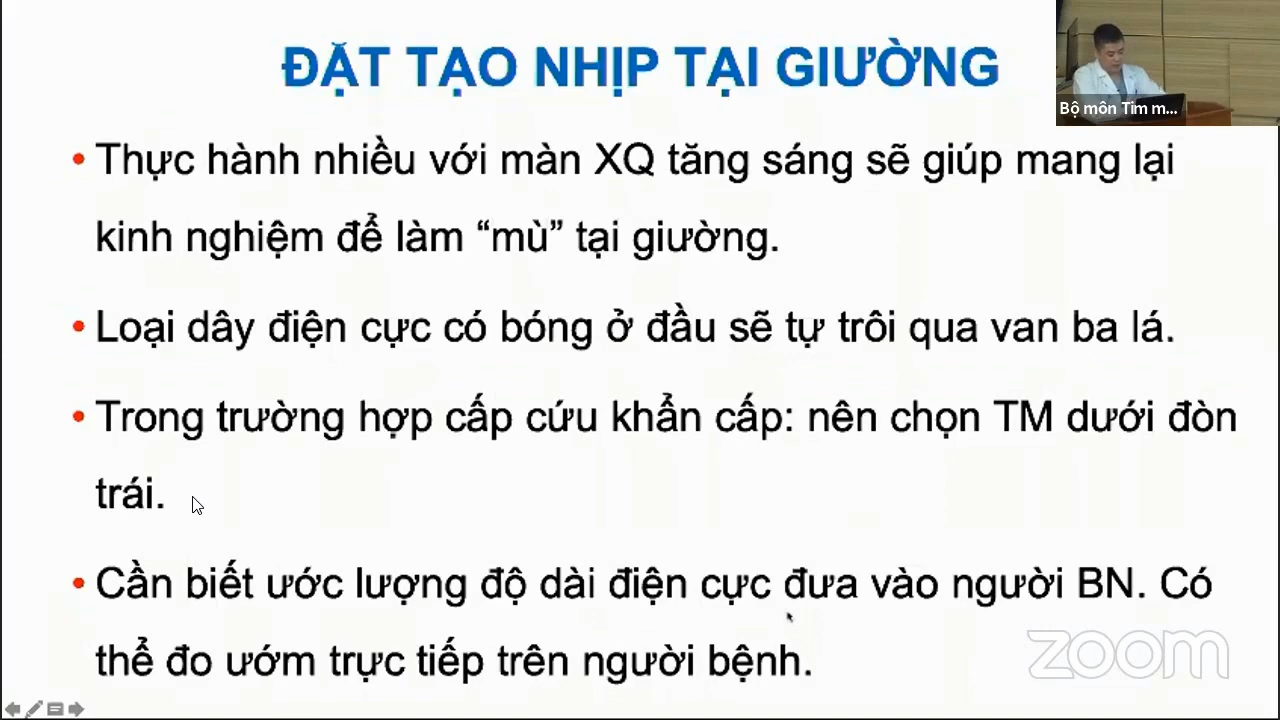 ĐẶT TẠO NHỊP TẠI GIƯỜNG
Bộ môn Tim m...
• Thực hành nhiều với màn XQ tăng sáng sẽ giúp mang lại
kinh nghiệm để làm “mù” tại giường.
• Loại dây điện cực có bóng ở đầu sẽ tự trôi qua van ba lá.
• Trong trường hợp cấp cứu khẩn cấp: nên chọn TM dưới đòn
trái.
• Cần biết ước lượng độ dài điện cực đưa vào người BN. Có
thể đo ướm trực tiếp trên người bệnh.
zoom